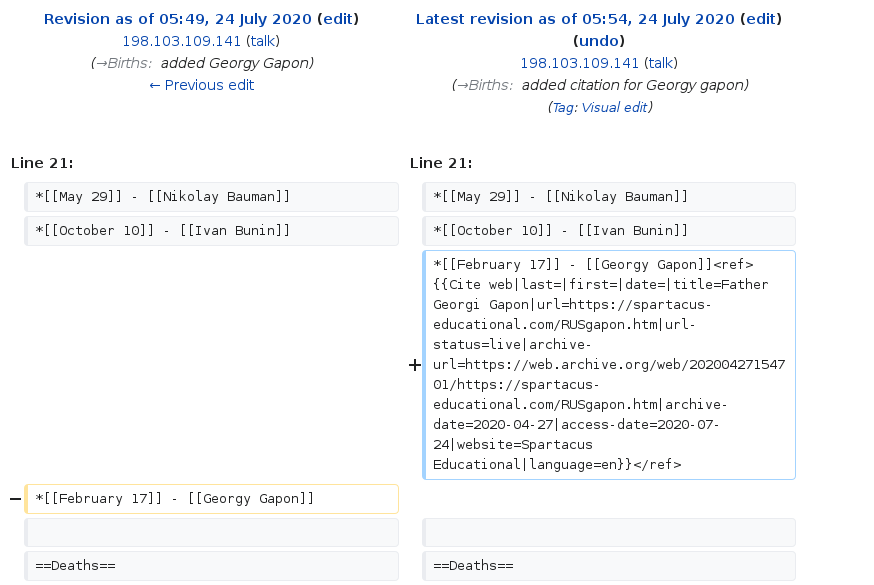 Revision as of 05:49, 24 July 2020 (edit)
198.103.109.141 (talk)
(→Births: added Georgy Gapon)
← Previous edit
Latest revision as of 05:54, 24 July 2020 (edit)
(undo)
198.103.109.141 (talk)
(→Births: added citation for Georgy gapon)
(Tag: Visual edit)
Line 21:
Line 21:
*[[May 29]] - [[Nikolay Bauman]]
*[[May 29]] - [[Nikolay Bauman]]
*[[October 10]] - [[Ivan Bunin]]
*[[October 10]] - [[Ivan Bunin]]
+
*[[February 17]] - [[Georgy Gapon]]<ref>
{{Cite web|last=|first=|date=|title=Father
Georgi Gapon|url=https://spartacus-
educational.com/RUSgapon.htm|url-
status=live|archive-
url=https://web.archive.org/web/202004271547
01/https://spartacus-
educational.com/RUSgapon.htm|archive-
date=2020-04-27|access-date=2020-07-
24|website=Spartacus
Educational|language=en}}</ref>
−
*[[February 17]] - [[Georgy Gapon]]
==Deaths==
==Deaths==